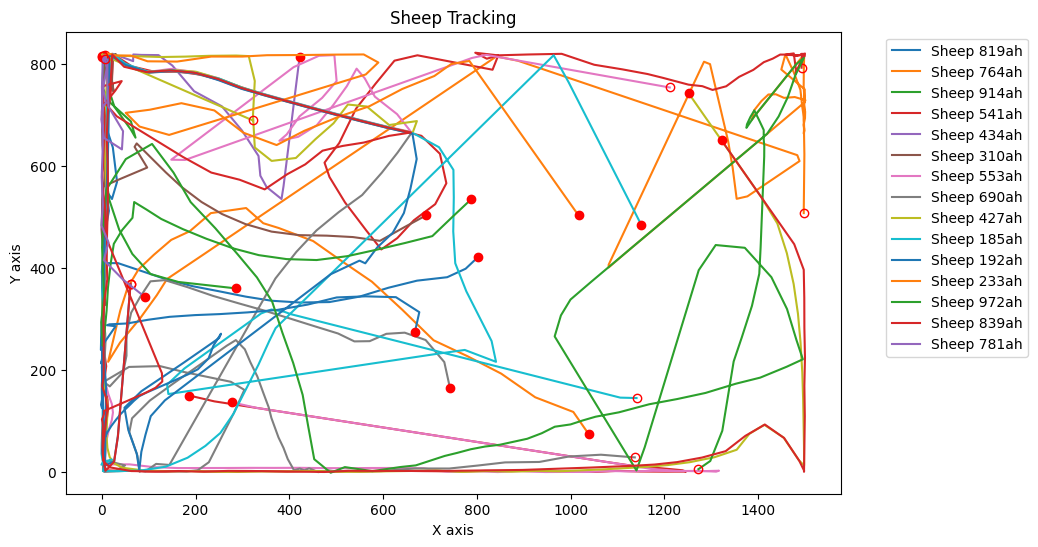 Sheep Tracking
Sheep 819ah
Sheep 764ah
Sheep 914ah
Sheep 541ah
Sheep 434ah
Sheep 310ah
Sheep 553ah
Sheep 690ah
Sheep 427ah
Sheep 185ah
Sheep 192ah
Sheep 233ah
Sheep 972ah
Sheep 839ah
Sheep 781ah
Y axis
800
600
400
200
0
0 200 400 600 800 1000 1200 1400
X axis